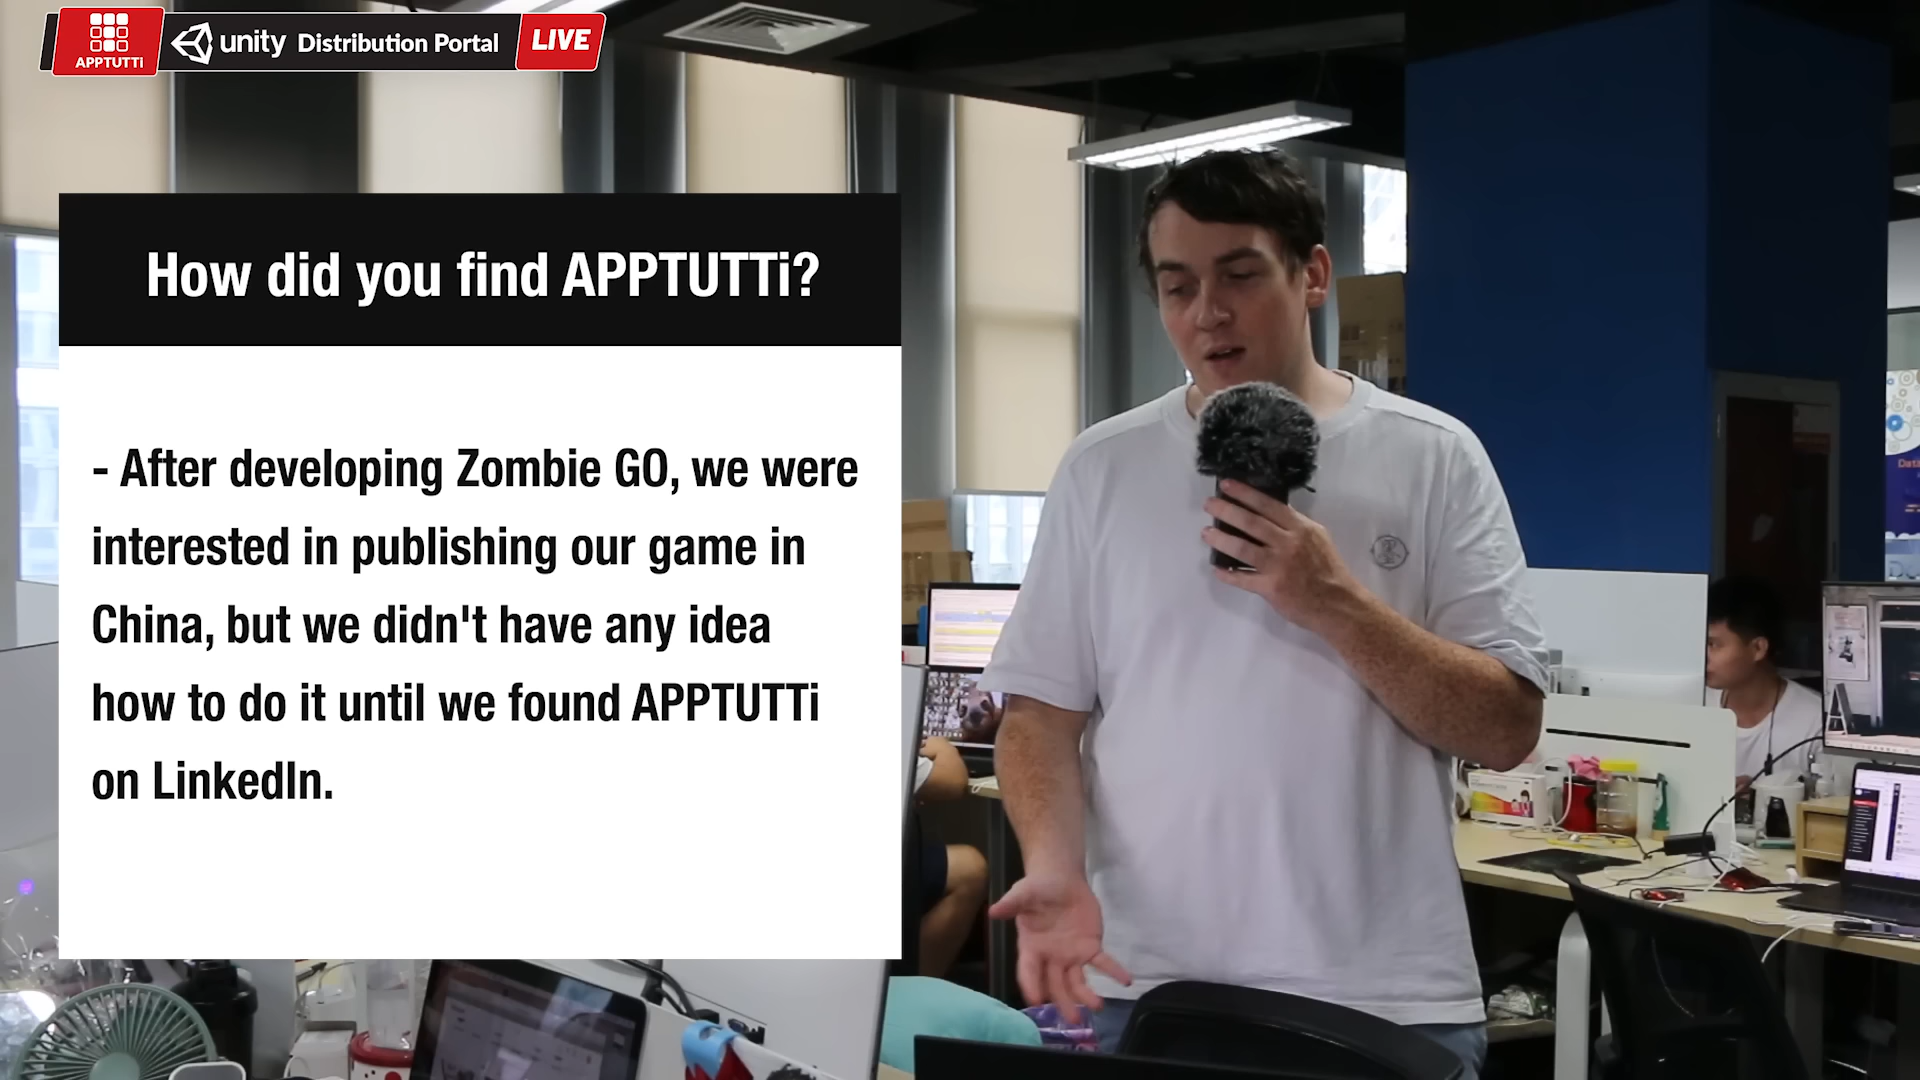 APPTUTTi
unity Distribution Portal
LIVE
How did you find APPTUTTi?
- After developing Zombie GO, we were
interested in publishing our game in
China, but we didn't have any idea
how to do it until we found APPTUTTi
on LinkedIn.